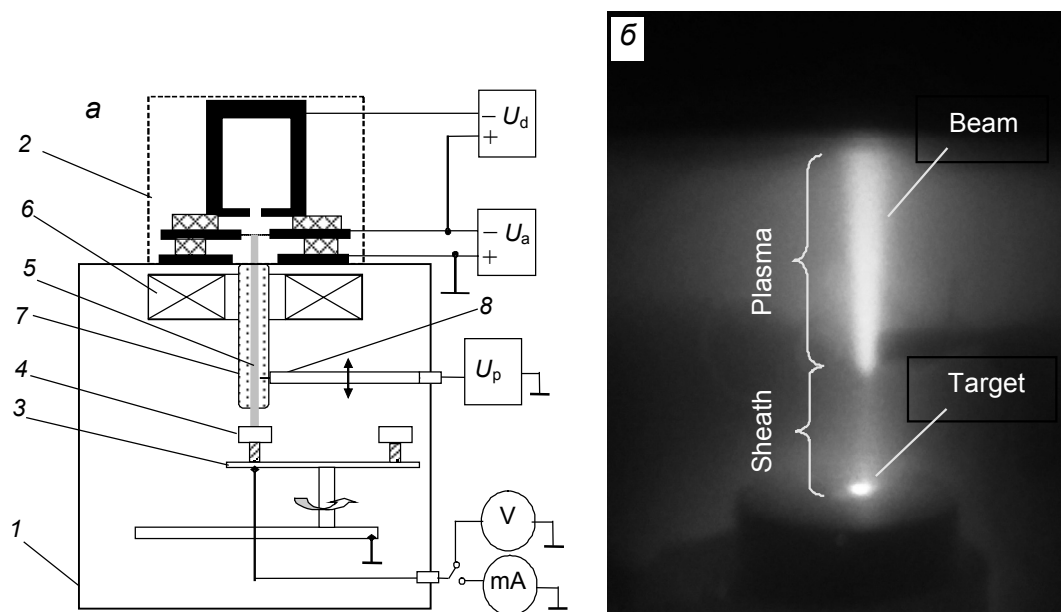 а
2
6
5
7
4
3
1
8
− U_d
+
− U_a
+
U_p
V
mA
б
Beam
Plasma
Target
Sheath